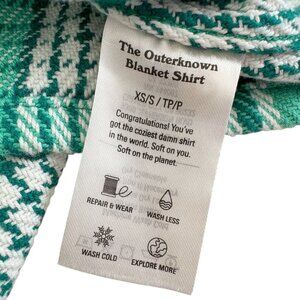 The Outerknown
Blanket Shirt
XS/S / TP/P
Congratulations! You've
got the coziest damn shirt
in the world. Soft on you.
Soft on the planet.
REPAIR & WEAR
WASH LESS
WASH COLD
EXPLORE MORE